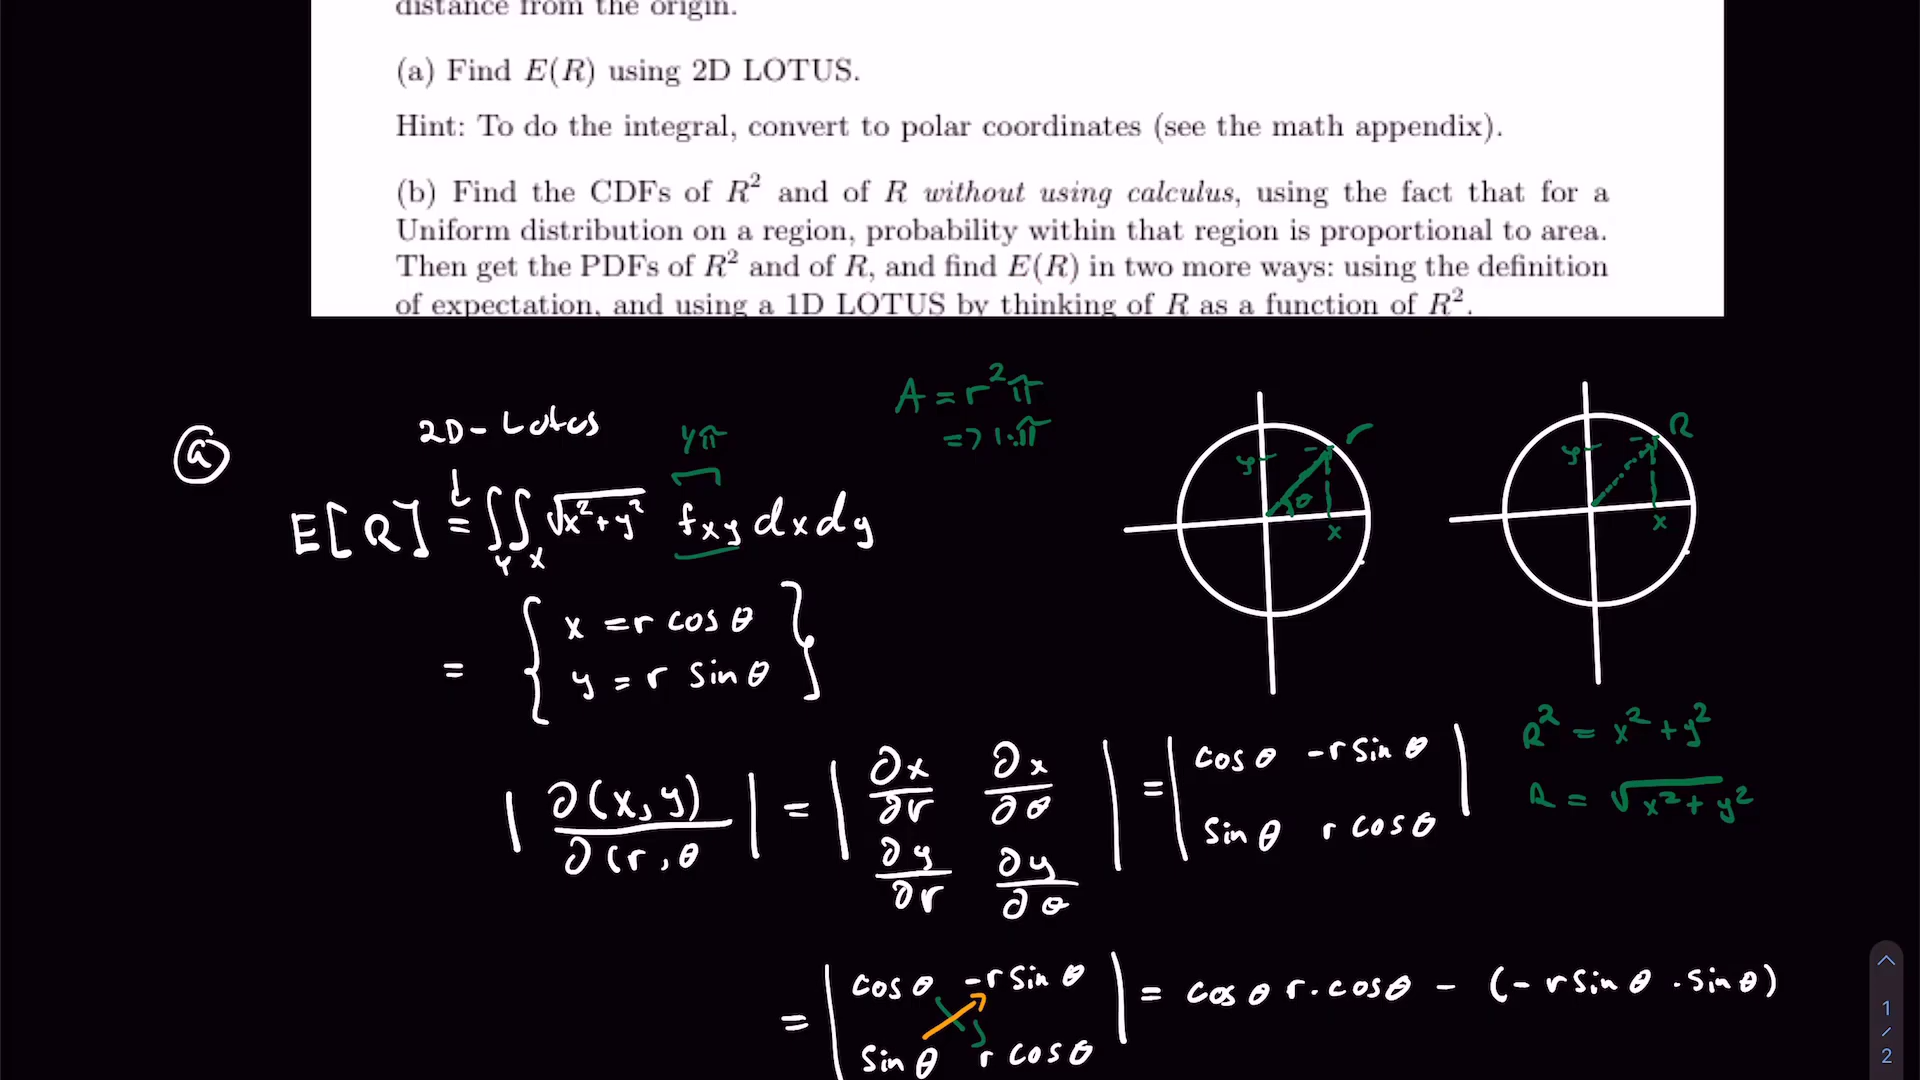 distance from the origin.
(a) Find E(R) using 2D LOTUS.
Hint: To do the integral, convert to polar coordinates (see the math appendix).
(b) Find the CDFs of R² and of R without using calculus, using the fact that for a
Uniform distribution on a region, probability within that region is proportional to area.
Then get the PDFs of R² and of R, and find E(R) in two more ways: using the definition
of expectation, and using a 1D LOTUS by thinking of R as a function of R².
A = r²π
=> 1·π
2D - Lotus
(a)
E[R] = ∬ √x²+y² fxy dxdy
Y X
r
y
θ
x
R
y
r
x
= { x = r cos θ
y = r sin θ }
R² = x² + y²
R = √x² + y²
| ∂(x,y) / ∂(r,θ | = | ∂x/∂r ∂x/∂θ | = | cos θ -r sin θ |
| ∂y/∂r ∂y/∂θ | | sin θ r cos θ |
= | cos θ -r sin θ | = cos θ r·cos θ - (- r sin θ · sin θ)
| sin θ r cos θ |
1
/
2